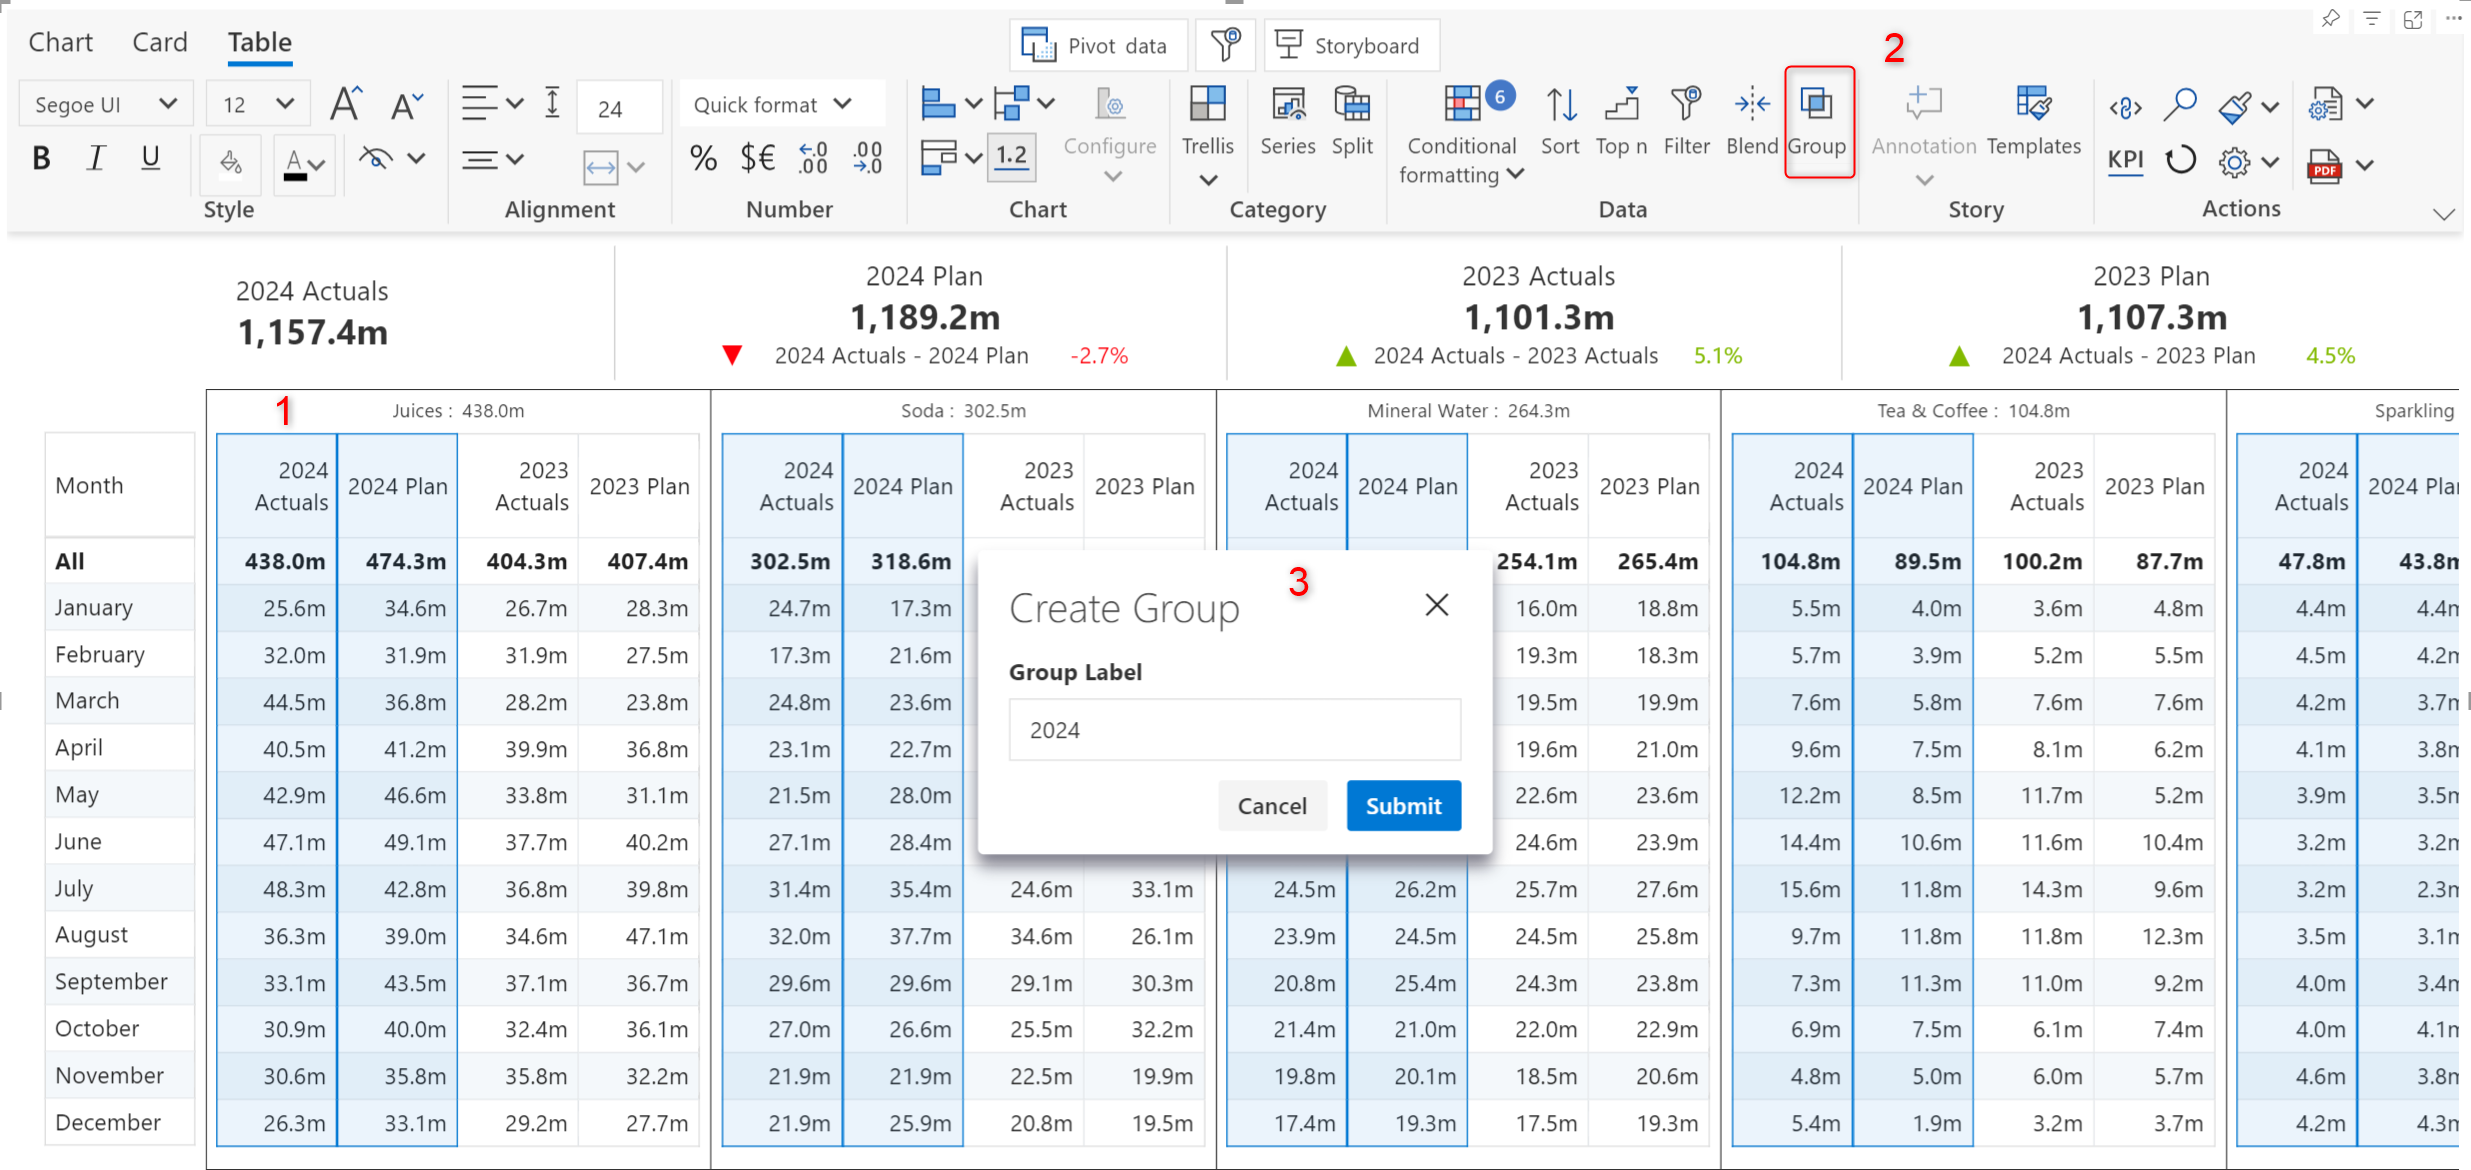 Chart Card Table
Pivot data Storyboard
2
Segoe UI 12 24 Quick format
6
Configure Trellis Series Split Conditional formatting Sort Top n Filter Blend Group Annotation Templates
B I U A % $€ .0 .00 .00 .0 1.2 KPI PDF
Style Alignment Number Chart Category Data Story Actions
2024 Actuals
1,157.4m
2024 Plan
1,189.2m
2024 Actuals - 2024 Plan -2.7%
2023 Actuals
1,101.3m
2024 Actuals - 2023 Actuals 5.1%
2023 Plan
1,107.3m
2024 Actuals - 2023 Plan 4.5%
1
Juices : 438.0m Soda : 302.5m Mineral Water : 264.3m Tea & Coffee : 104.8m Sparkling
Month 2024 Actuals 2024 Plan 2023 Actuals 2023 Plan 2024 Actuals 2024 Plan 2023 Actuals 2023 Plan 2024 Actuals 2024 Plan 2023 Actuals 2023 Plan 2024 Actuals 2024 Plan 2023 Actuals 2023 Plan 2024 Actuals 2024 Plan
All 438.0m 474.3m 404.3m 407.4m 302.5m 318.6m 254.1m 265.4m 104.8m 89.5m 100.2m 87.7m 47.8m 43.8m
January 25.6m 34.6m 26.7m 28.3m 24.7m 17.3m 16.0m 18.8m 5.5m 4.0m 3.6m 4.8m 4.4m 4.4m
February 32.0m 31.9m 31.9m 27.5m 17.3m 21.6m 19.3m 18.3m 5.7m 3.9m 5.2m 5.5m 4.5m 4.2m
March 44.5m 36.8m 28.2m 23.8m 24.8m 23.6m 19.5m 19.9m 7.6m 5.8m 7.6m 7.6m 4.2m 3.7m
April 40.5m 41.2m 39.9m 36.8m 23.1m 22.7m 19.6m 21.0m 9.6m 7.5m 8.1m 6.2m 4.1m 3.8m
May 42.9m 46.6m 33.8m 31.1m 21.5m 28.0m 22.6m 23.6m 12.2m 8.5m 11.7m 5.2m 3.9m 3.5m
June 47.1m 49.1m 37.7m 40.2m 27.1m 28.4m 24.6m 23.9m 14.4m 10.6m 11.6m 10.4m 3.2m 3.2m
July 48.3m 42.8m 36.8m 39.8m 31.4m 35.4m 24.6m 33.1m 24.5m 26.2m 25.7m 27.6m 15.6m 11.8m 14.3m 9.6m 3.2m 2.3m
August 36.3m 39.0m 34.6m 47.1m 32.0m 37.7m 34.6m 26.1m 23.9m 24.5m 24.5m 25.8m 9.7m 11.8m 11.8m 12.3m 3.5m 3.1m
September 33.1m 43.5m 37.1m 36.7m 29.6m 29.6m 29.1m 30.3m 20.8m 25.4m 24.3m 23.8m 7.3m 11.3m 11.0m 9.2m 4.0m 3.4m
October 30.9m 40.0m 32.4m 36.1m 27.0m 26.6m 25.5m 32.2m 21.4m 21.0m 22.0m 22.9m 6.9m 7.5m 6.1m 7.4m 4.0m 4.1m
November 30.6m 35.8m 35.8m 32.2m 21.9m 21.9m 22.5m 19.9m 19.8m 20.1m 18.5m 20.6m 4.8m 5.0m 6.0m 5.7m 4.6m 3.8m
December 26.3m 33.1m 29.2m 27.7m 21.9m 25.9m 20.8m 19.5m 17.4m 19.3m 17.5m 19.3m 5.4m 1.9m 3.2m 3.7m 4.2m 4.3m
3
Create Group
Group Label
2024
Cancel Submit